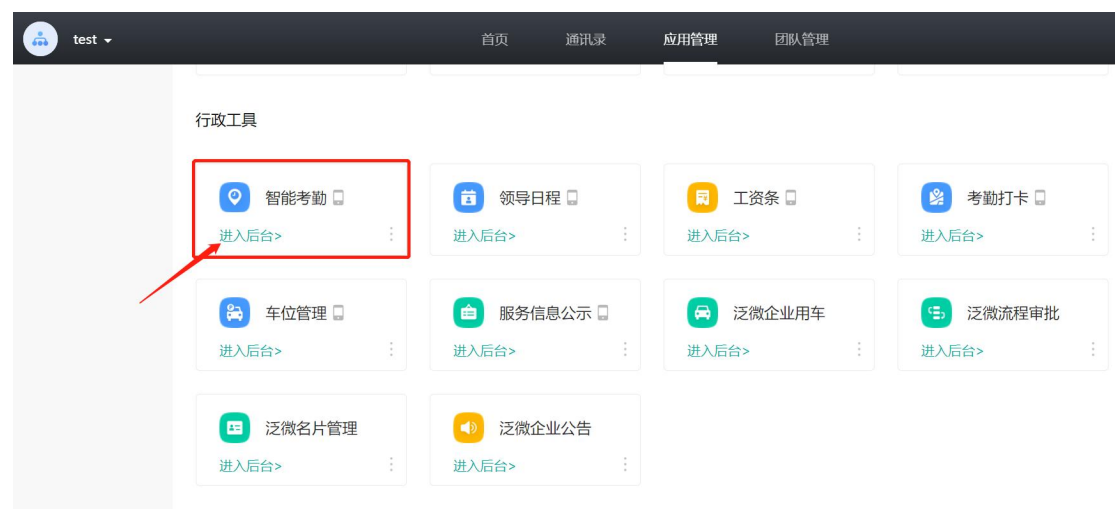 test
首页 通讯录 应用管理 团队管理
行政工具
智能考勤 领导日程 工资条 考勤打卡
进入后台> 进入后台> 进入后台> 进入后台>
车位管理 服务信息公示 泛微企业用车 泛微流程审批
进入后台> 进入后台> 进入后台> 进入后台>
泛微名片管理 泛微企业公告
进入后台> 进入后台>